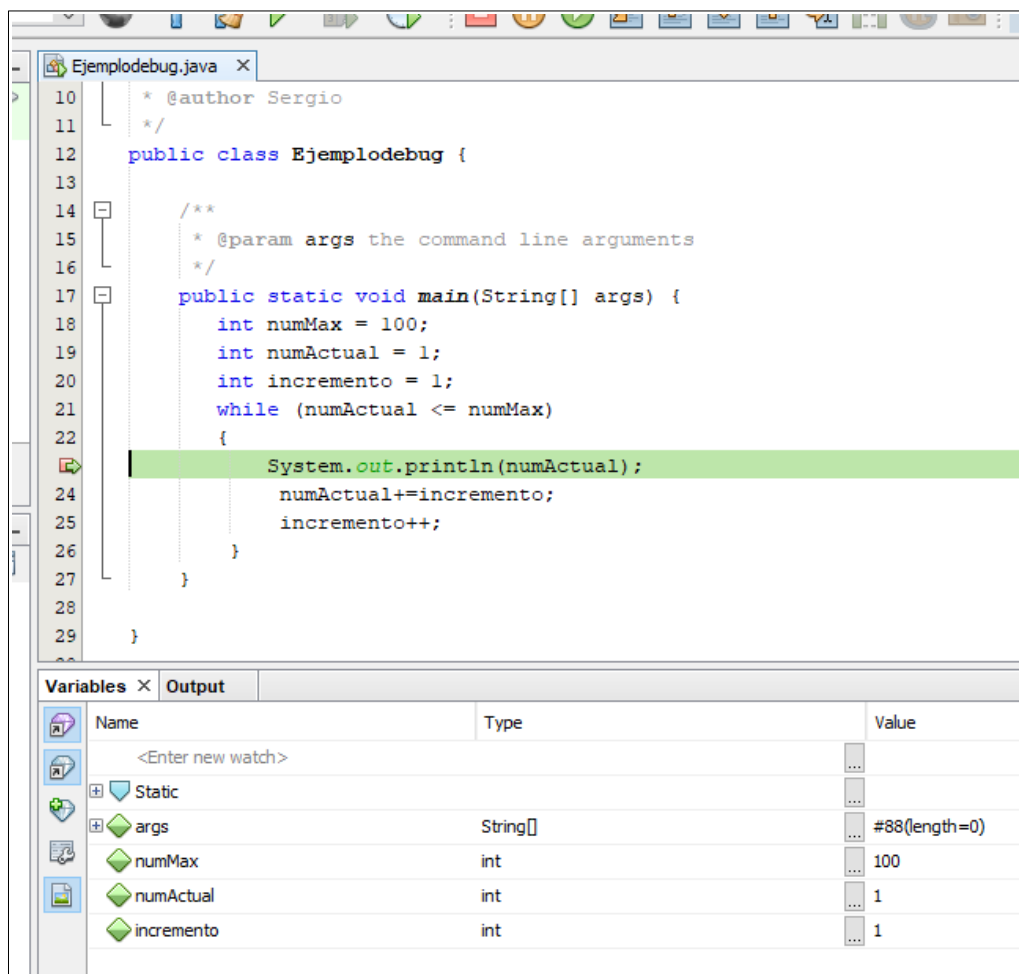 Ejemplodebug.java
10 * @author Sergio
11 */
12 public class Ejemplodebug {
13
14 /**
15 * @param args the command line arguments
16 */
17 public static void main(String[] args) {
18 int numMax = 100;
19 int numActual = 1;
20 int incremento = 1;
21 while (numActual <= numMax)
22 {
System.out.println(numActual);
24 numActual+=incremento;
25 incremento++;
26 }
27 }
28
29 }
Variables Output
Name Type Value
<Enter new watch> ...
Static ...
args String[] ... #88(length=0)
numMax int ... 100
numActual int ... 1
incremento int ... 1